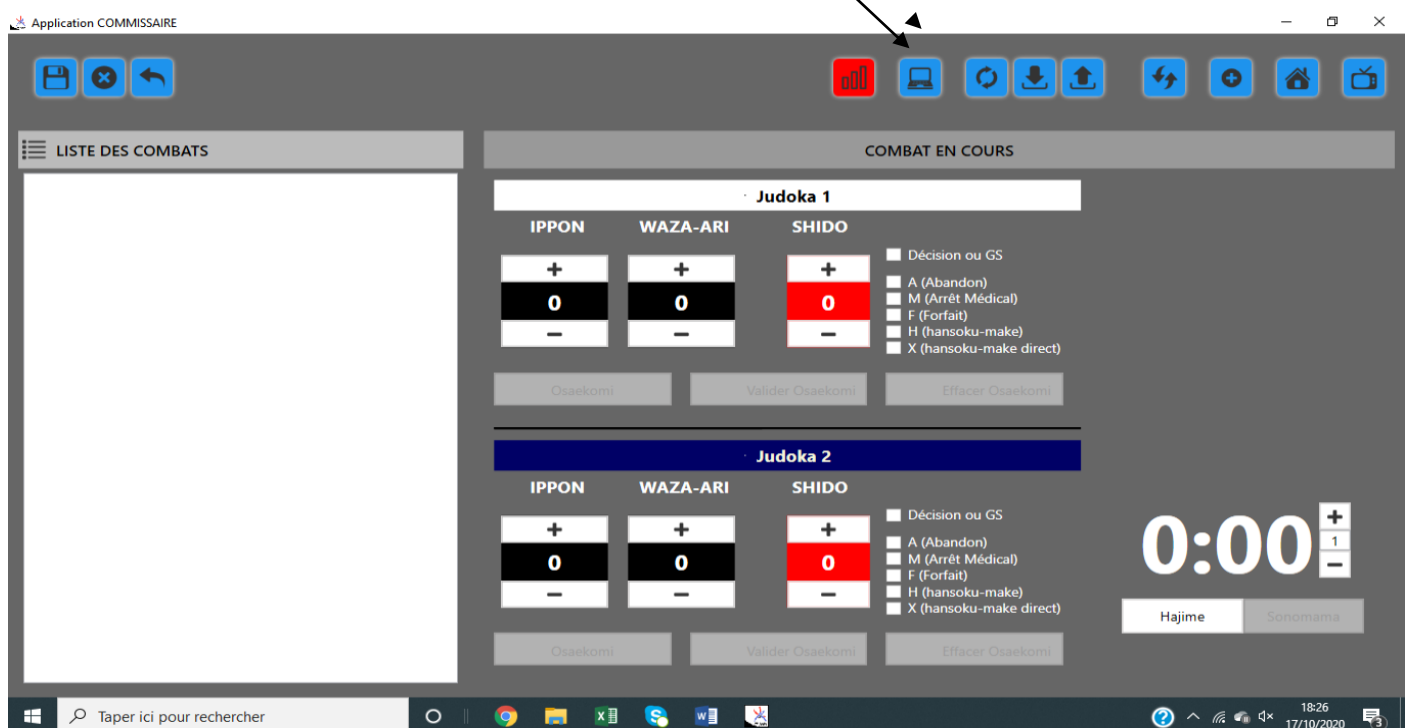 Application COMMISSAIRE
LISTE DES COMBATS
COMBAT EN COURS
Judoka 1
IPPON WAZA-ARI SHIDO
+ + +
0 0 0
− − −
Décision ou GS
A (Abandon)
M (Arrêt Médical)
F (Forfait)
H (hansoku-make)
X (hansoku-make direct)
Osaekomi Valider Osaekomi Effacer Osaekomi
Judoka 2
IPPON WAZA-ARI SHIDO
+ + +
0 0 0
− − −
Décision ou GS
A (Abandon)
M (Arrêt Médical)
F (Forfait)
H (hansoku-make)
X (hansoku-make direct)
Osaekomi Valider Osaekomi Effacer Osaekomi
0:00
+
1
−
Hajime Sonomama
Taper ici pour rechercher
18:26
17/10/2020
3